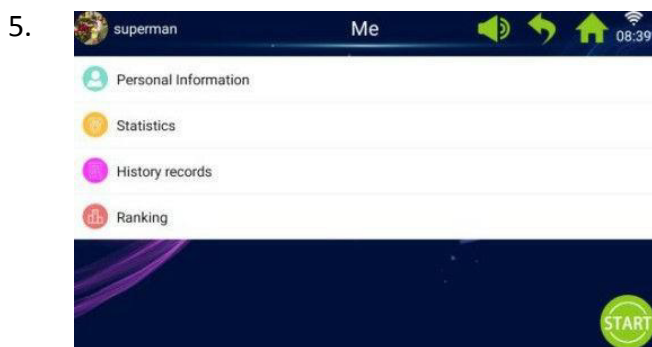 5.
superman Me 08:39
Personal Information
Statistics
History records
Ranking
START